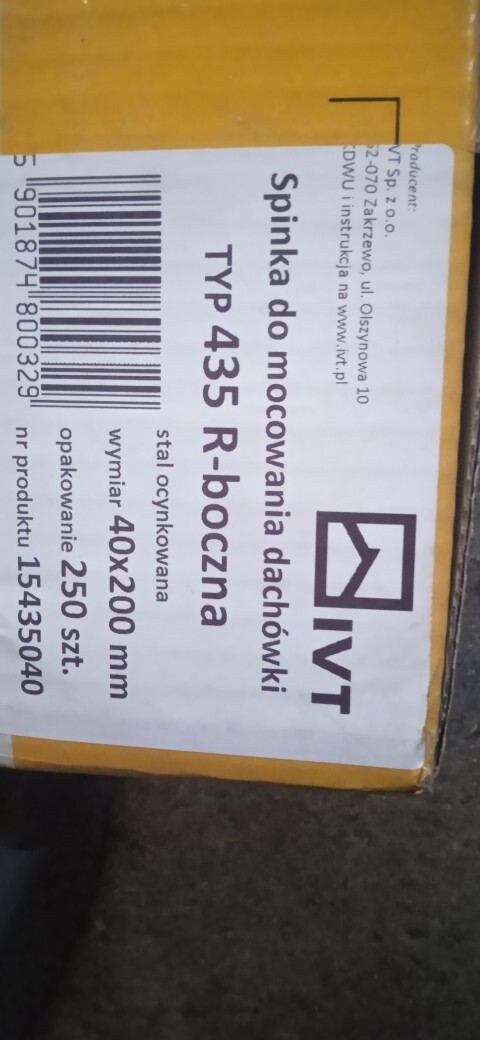 Producent:
IVT Sp. z o.o.
62-070 Zakrzewo, ul. Olszynowa 10
KDWU i instrukcja na www.ivt.pl
IVT
Spinka do mocowania dachówki
TYP 435 R-boczna
stal ocynkowana
wymiar 40x200 mm
opakowanie 250 szt.
nr produktu 15435040
5 901874 800329